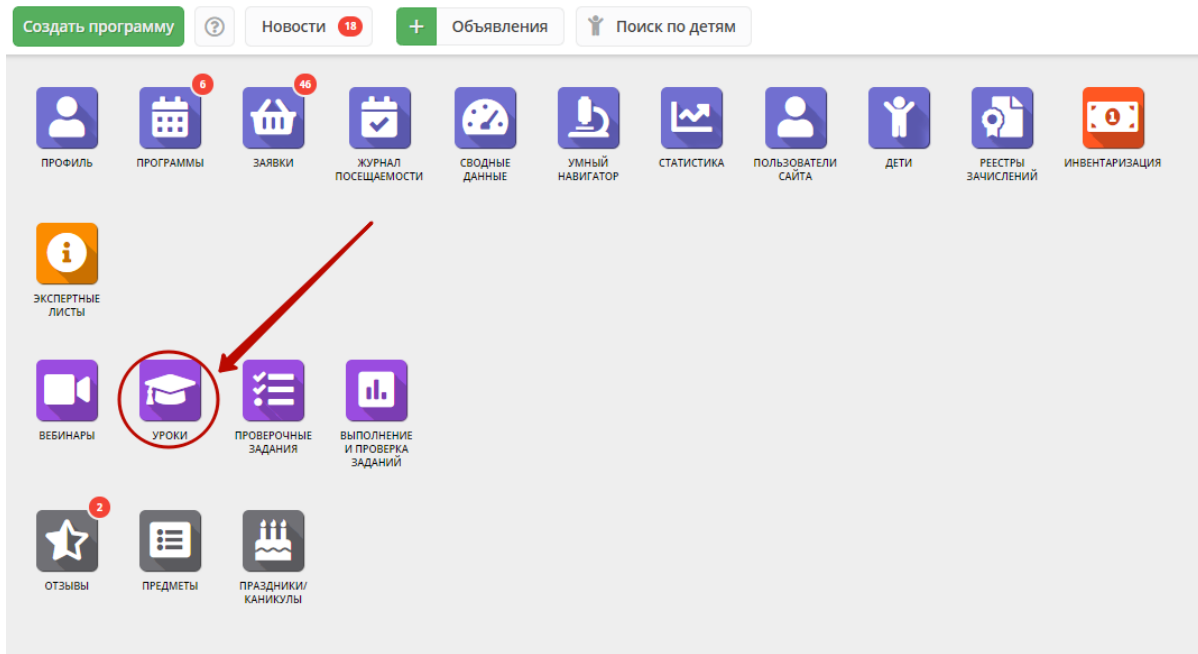 Создать программу
?
Новости 18
+ Объявления
Поиск по детям
6
46
ПРОФИЛЬ
ПРОГРАММЫ
ЗАЯВКИ
ЖУРНАЛ
ПОСЕЩАЕМОСТИ
СВОДНЫЕ
ДАННЫЕ
УМНЫЙ
НАВИГАТОР
СТАТИСТИКА
ПОЛЬЗОВАТЕЛИ
САЙТА
ДЕТИ
РЕЕСТРЫ
ЗАЧИСЛЕНИЙ
1
ИНВЕНТАРИЗАЦИЯ
i
ЭКСПЕРТНЫЕ
ЛИСТЫ
ВЕБИНАРЫ
УРОКИ
ПРОВЕРОЧНЫЕ
ЗАДАНИЯ
ВЫПОЛНЕНИЕ
И ПРОВЕРКА
ЗАДАНИЙ
2
ОТЗЫВЫ
ПРЕДМЕТЫ
ПРАЗДНИКИ/
КАНИКУЛЫ